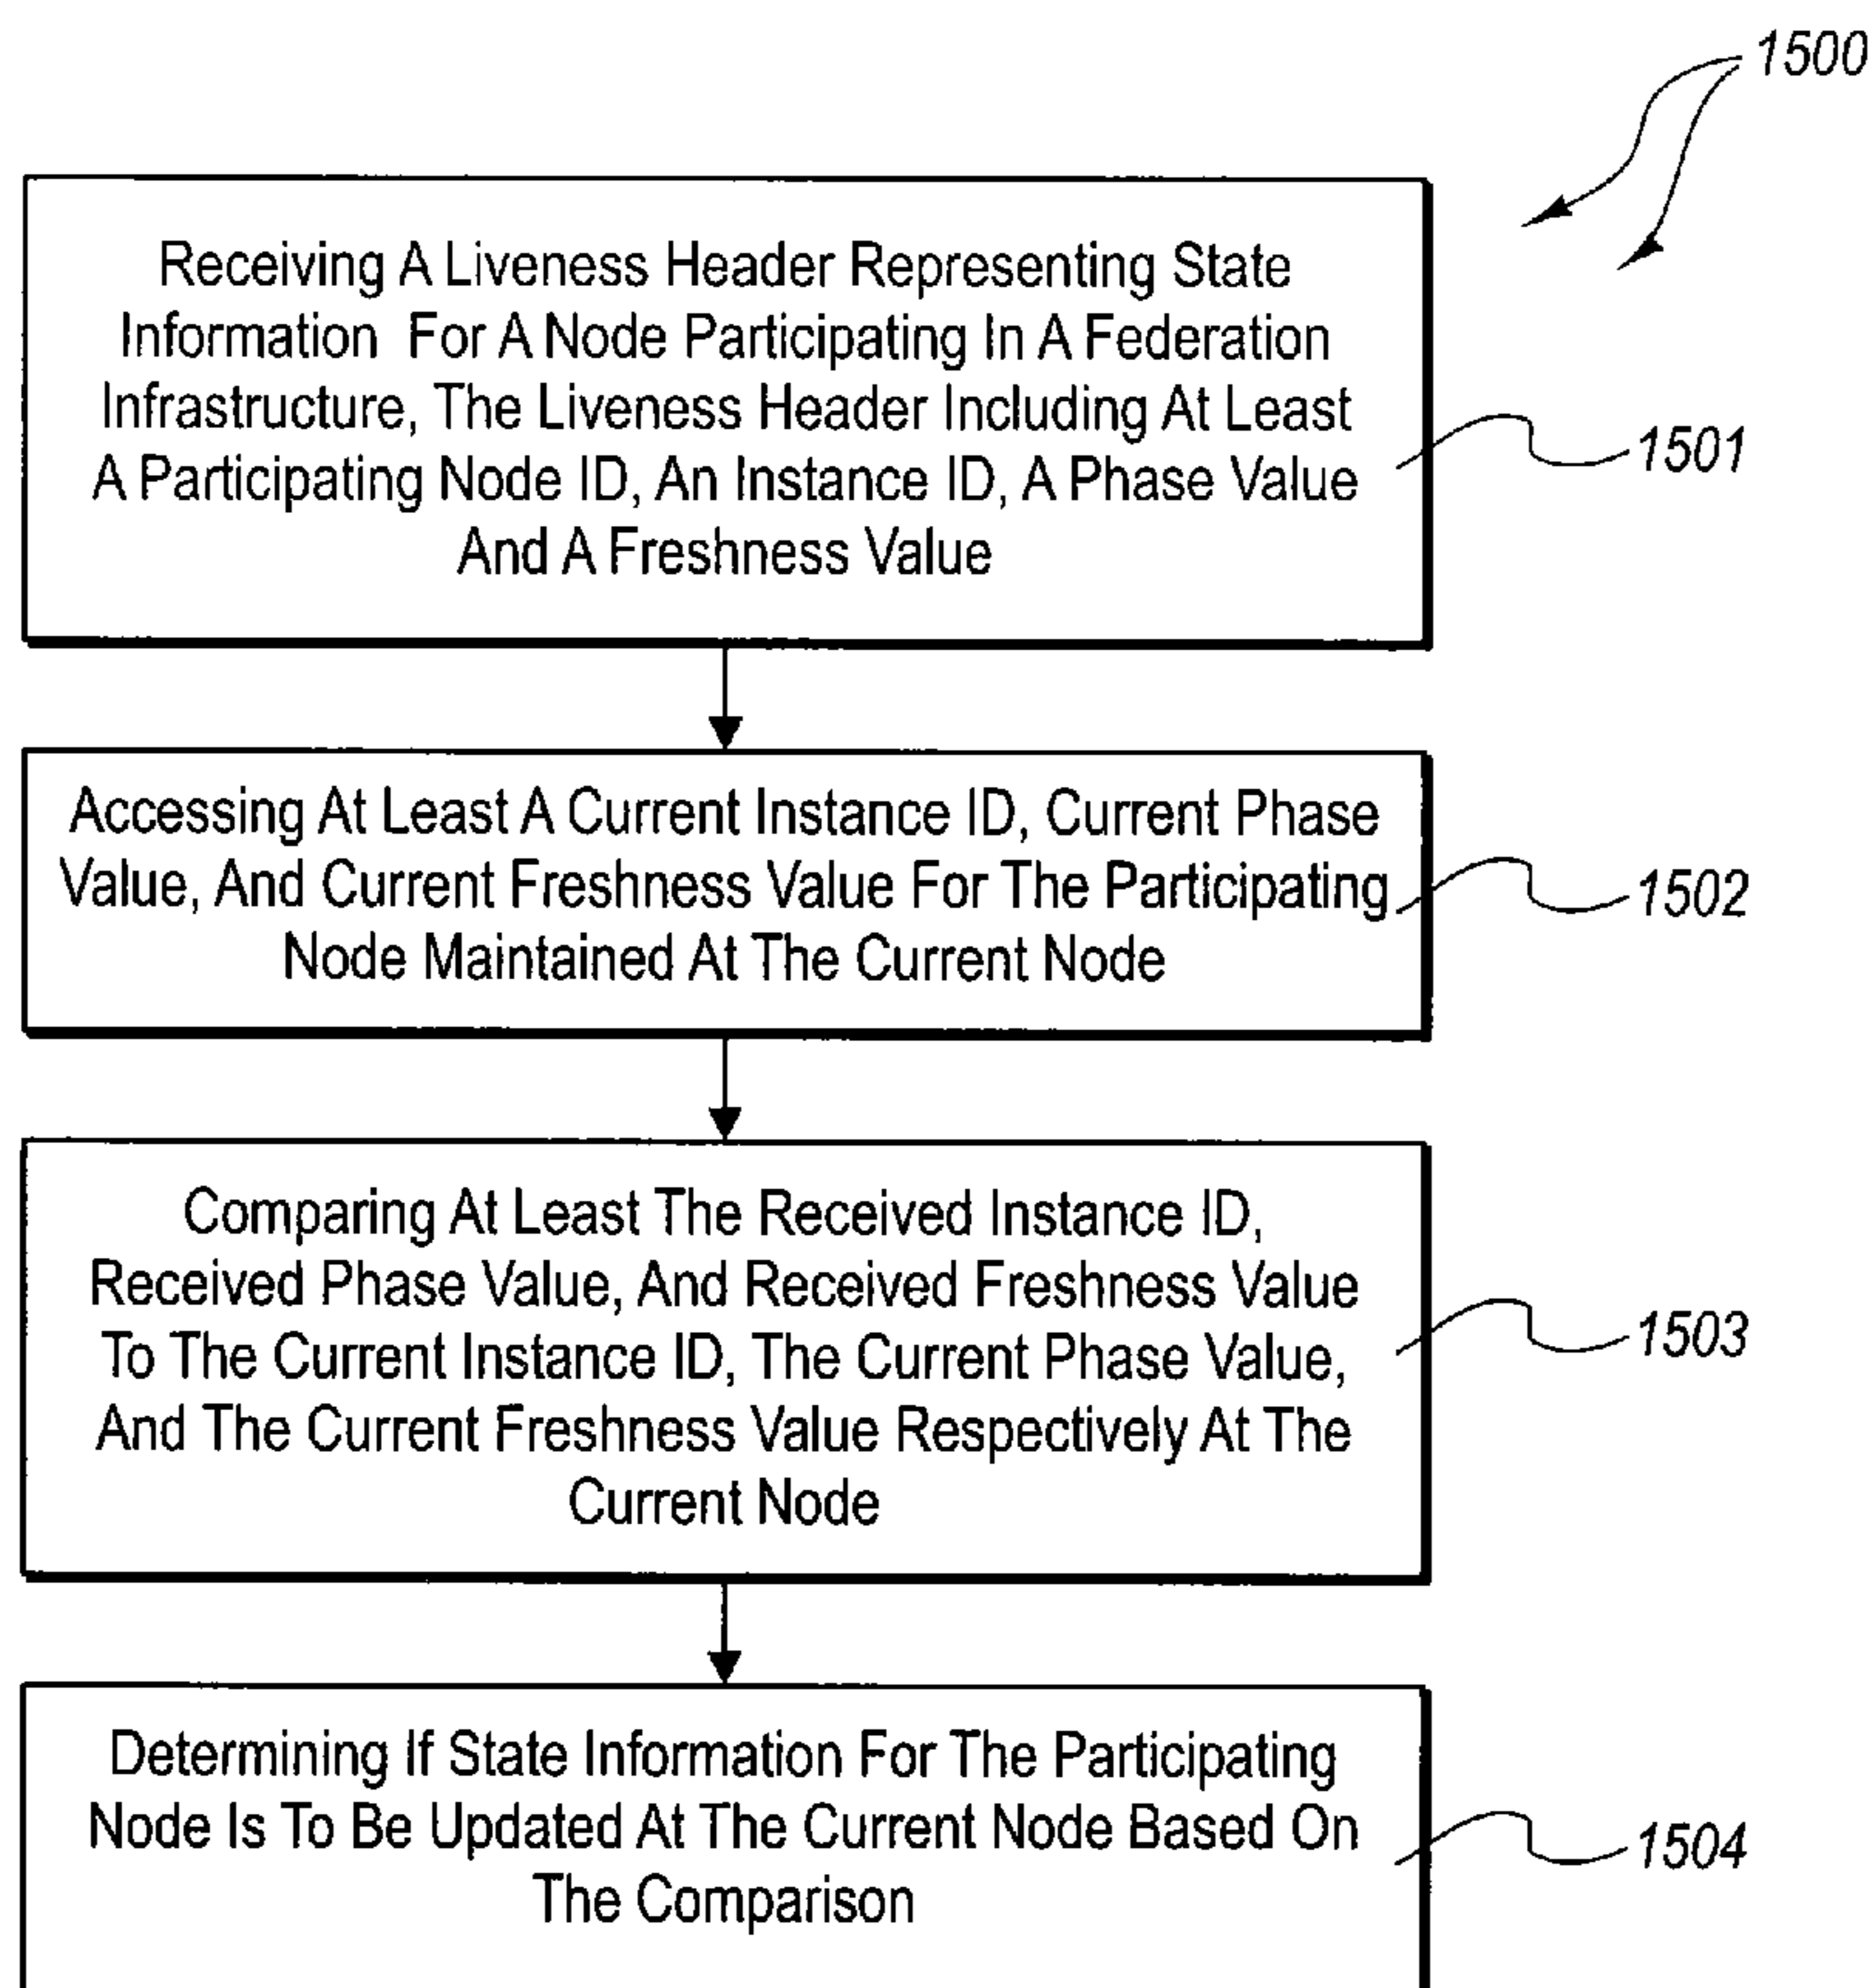 1500
Receiving A Liveness Header Representing State
Information For A Node Participating In A Federation
Infrastructure, The Liveness Header Including At Least
A Participating Node ID, An Instance ID, A Phase Value
And A Freshness Value
1501
Accessing At Least A Current Instance ID, Current Phase
Value, And Current Freshness Value For The Participating
Node Maintained At The Current Node
1502
Comparing At Least The Received Instance ID,
Received Phase Value, And Received Freshness Value
To The Current Instance ID, The Current Phase Value,
And The Current Freshness Value Respectively At The
Current Node
1503
Determining If State Information For The Participating
Node Is To Be Updated At The Current Node Based On
The Comparison
1504